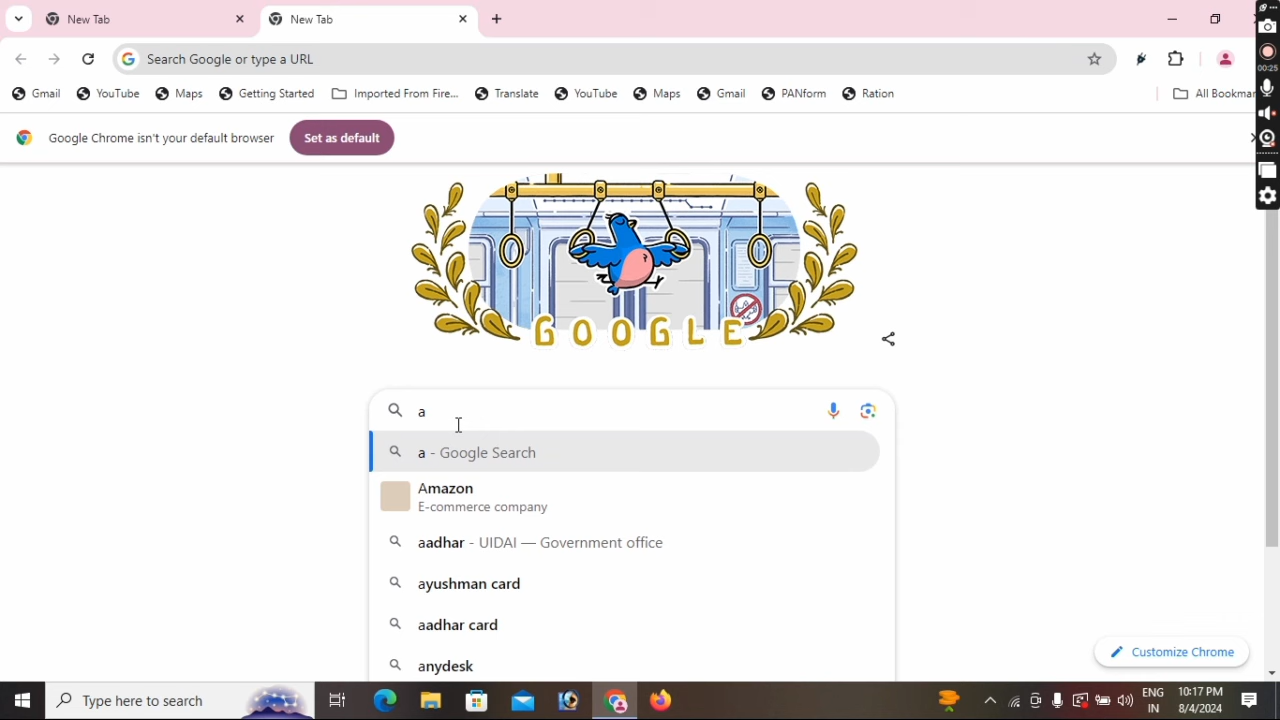 New Tab
New Tab
Search Google or type a URL
Gmail YouTube Maps Getting Started Imported From Fire... Translate YouTube Maps Gmail PANform Ration All Bookmar
Google Chrome isn't your default browser Set as default
00:25
GOOGLE
a
a - Google Search
Amazon
E-commerce company
aadhar - UIDAI — Government office
ayushman card
aadhar card
anydesk
Customize Chrome
Type here to search
ENG
IN
10:17 PM
8/4/2024